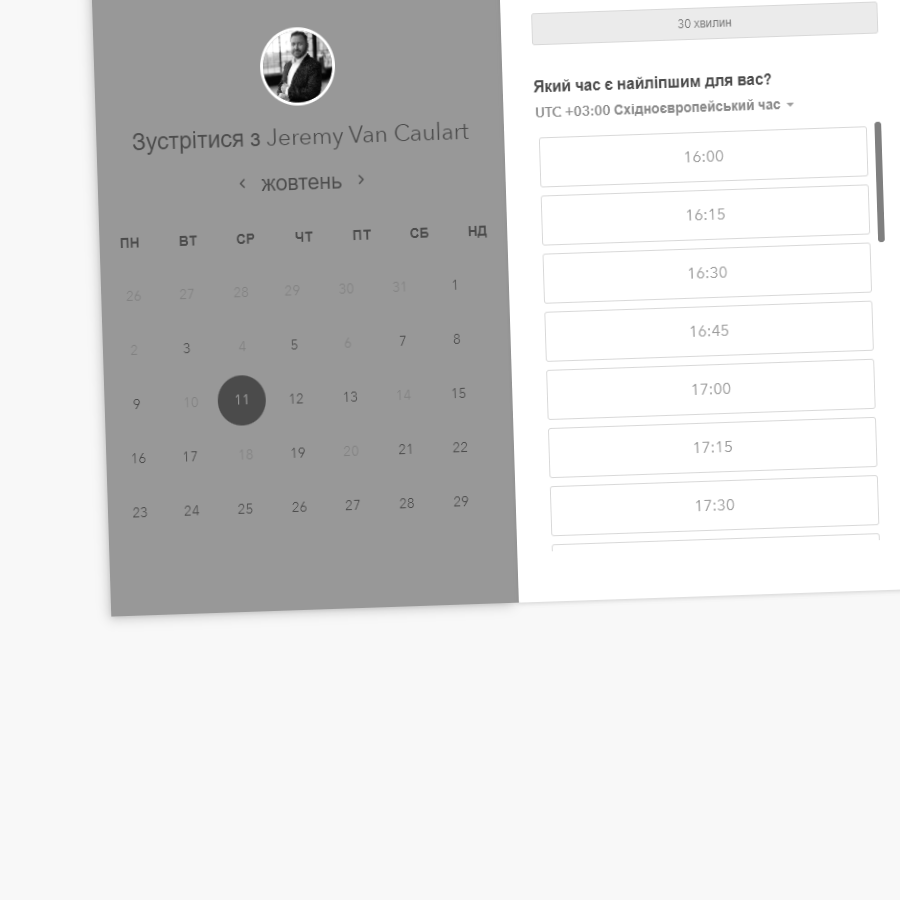 Зустрітися з Jeremy Van Caulart
жовтень
ПН ВТ СР ЧТ ПТ СБ НД
26 27 28 29 30 31 1
2 3 4 5 6 7 8
9 10 11 12 13 14 15
16 17 18 19 20 21 22
23 24 25 26 27 28 29
30 хвилин
Який час є найліпшим для вас?
UTC +03:00 Східноєвропейський час
16:00
16:15
16:30
16:45
17:00
17:15
17:30